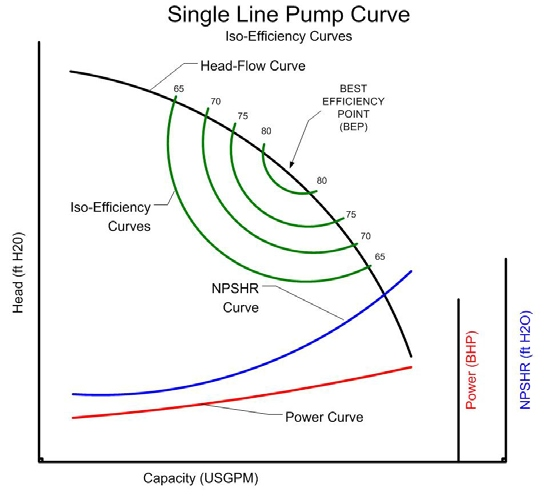 Single Line Pump Curve
Iso-Efficiency Curves
Head-Flow Curve
BEST
EFFICIENCY
POINT
(BEP)
65
70
75
80
80
75
70
65
Iso-Efficiency
Curves
NPSHR
Curve
Power Curve
Head (ft H20)
Capacity (USGPM)
Power (BHP)
NPSHR (ft H2O)